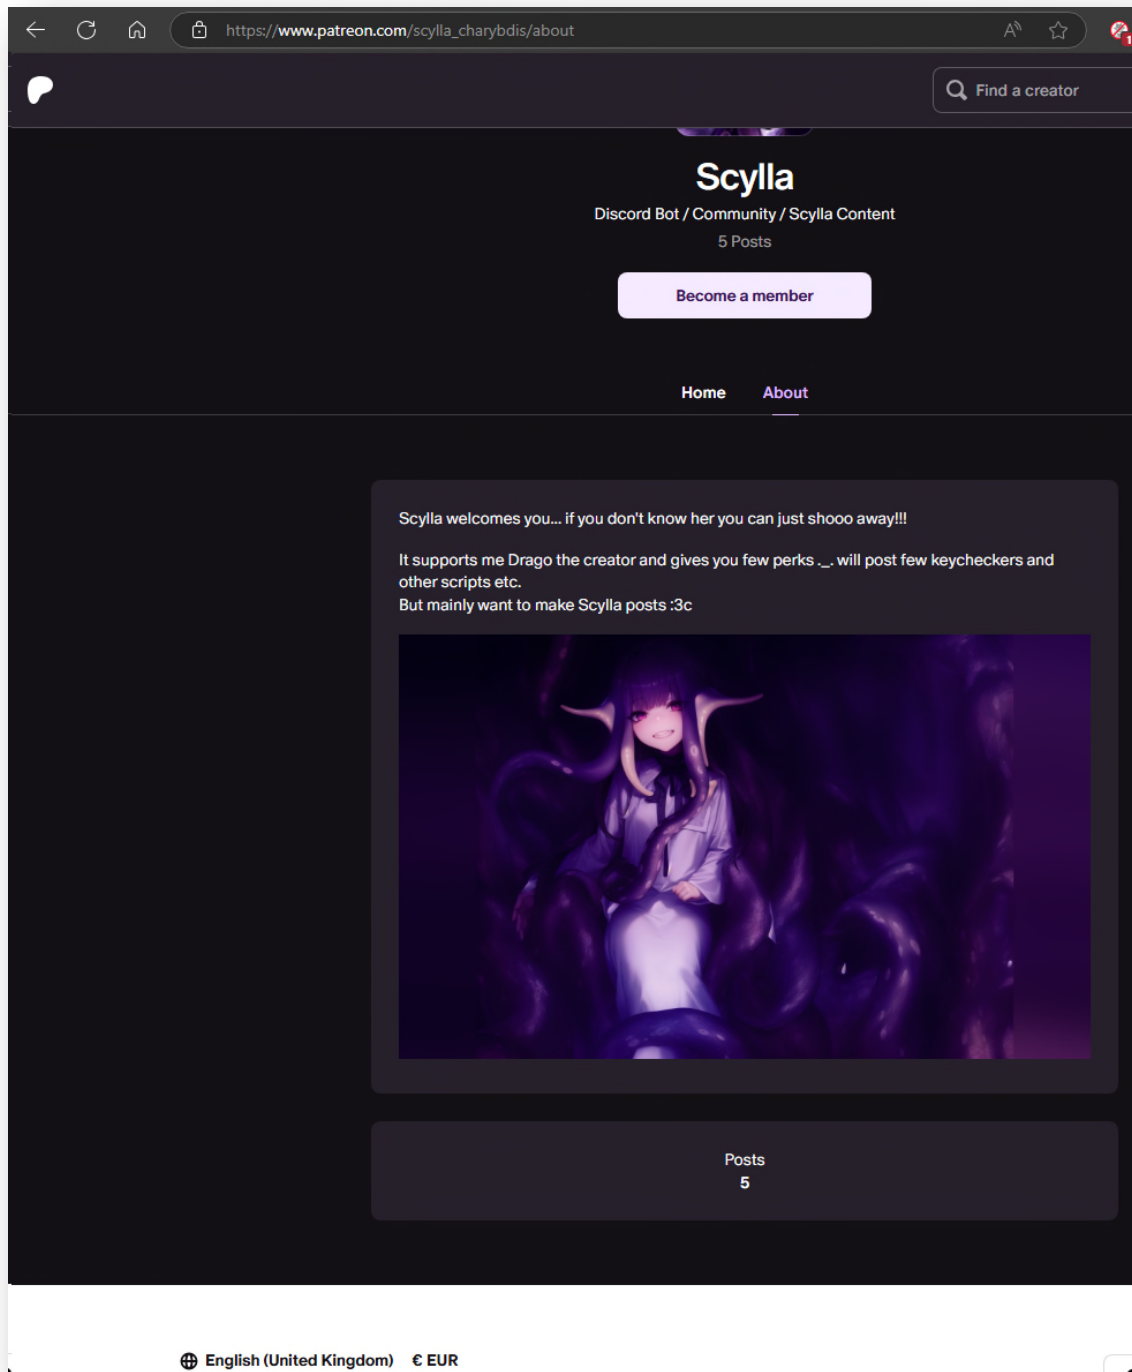 https://www.patreon.com/scylla_charybdis/about
Find a creator
Scylla
Discord Bot / Community / Scylla Content
5 Posts
Become a member
Home About
Scylla welcomes you... if you don't know her you can just shooo away!!!
It supports me Drago the creator and gives you few perks ._. will post few keycheckers and
other scripts etc.
But mainly want to make Scylla posts :3c
Posts
5
English (United Kingdom) € EUR